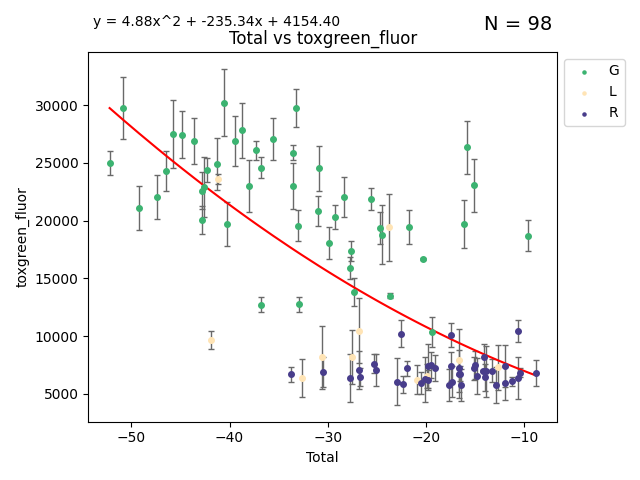 y = 4.88x^2 + -235.34x + 4154.40
N = 98
Total vs toxgreen_fluor
G
L
R
30000
25000
20000
15000
10000
5000
toxgreen_fluor
−50
−40
−30
−20
−10
Total